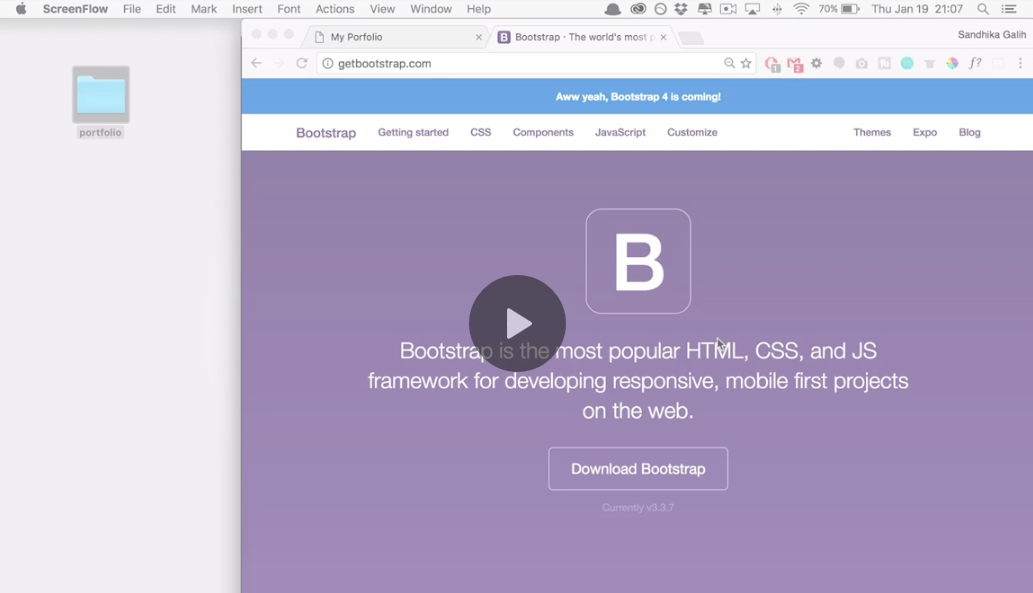 ScreenFlow File Edit Mark Insert Font Actions View Window Help 70% Thu Jan 19 21:07
My Porfolio
Bootstrap · The world's most
Sandhika Galih
getbootstrap.com
1
2
f?
portfolio
Aww yeah, Bootstrap 4 is coming!
Bootstrap Getting started CSS Components JavaScript Customize Themes Expo Blog
B
Bootstrap is the most popular HTML, CSS, and JS
framework for developing responsive, mobile first projects
on the web.
Download Bootstrap
Currently v3.3.7